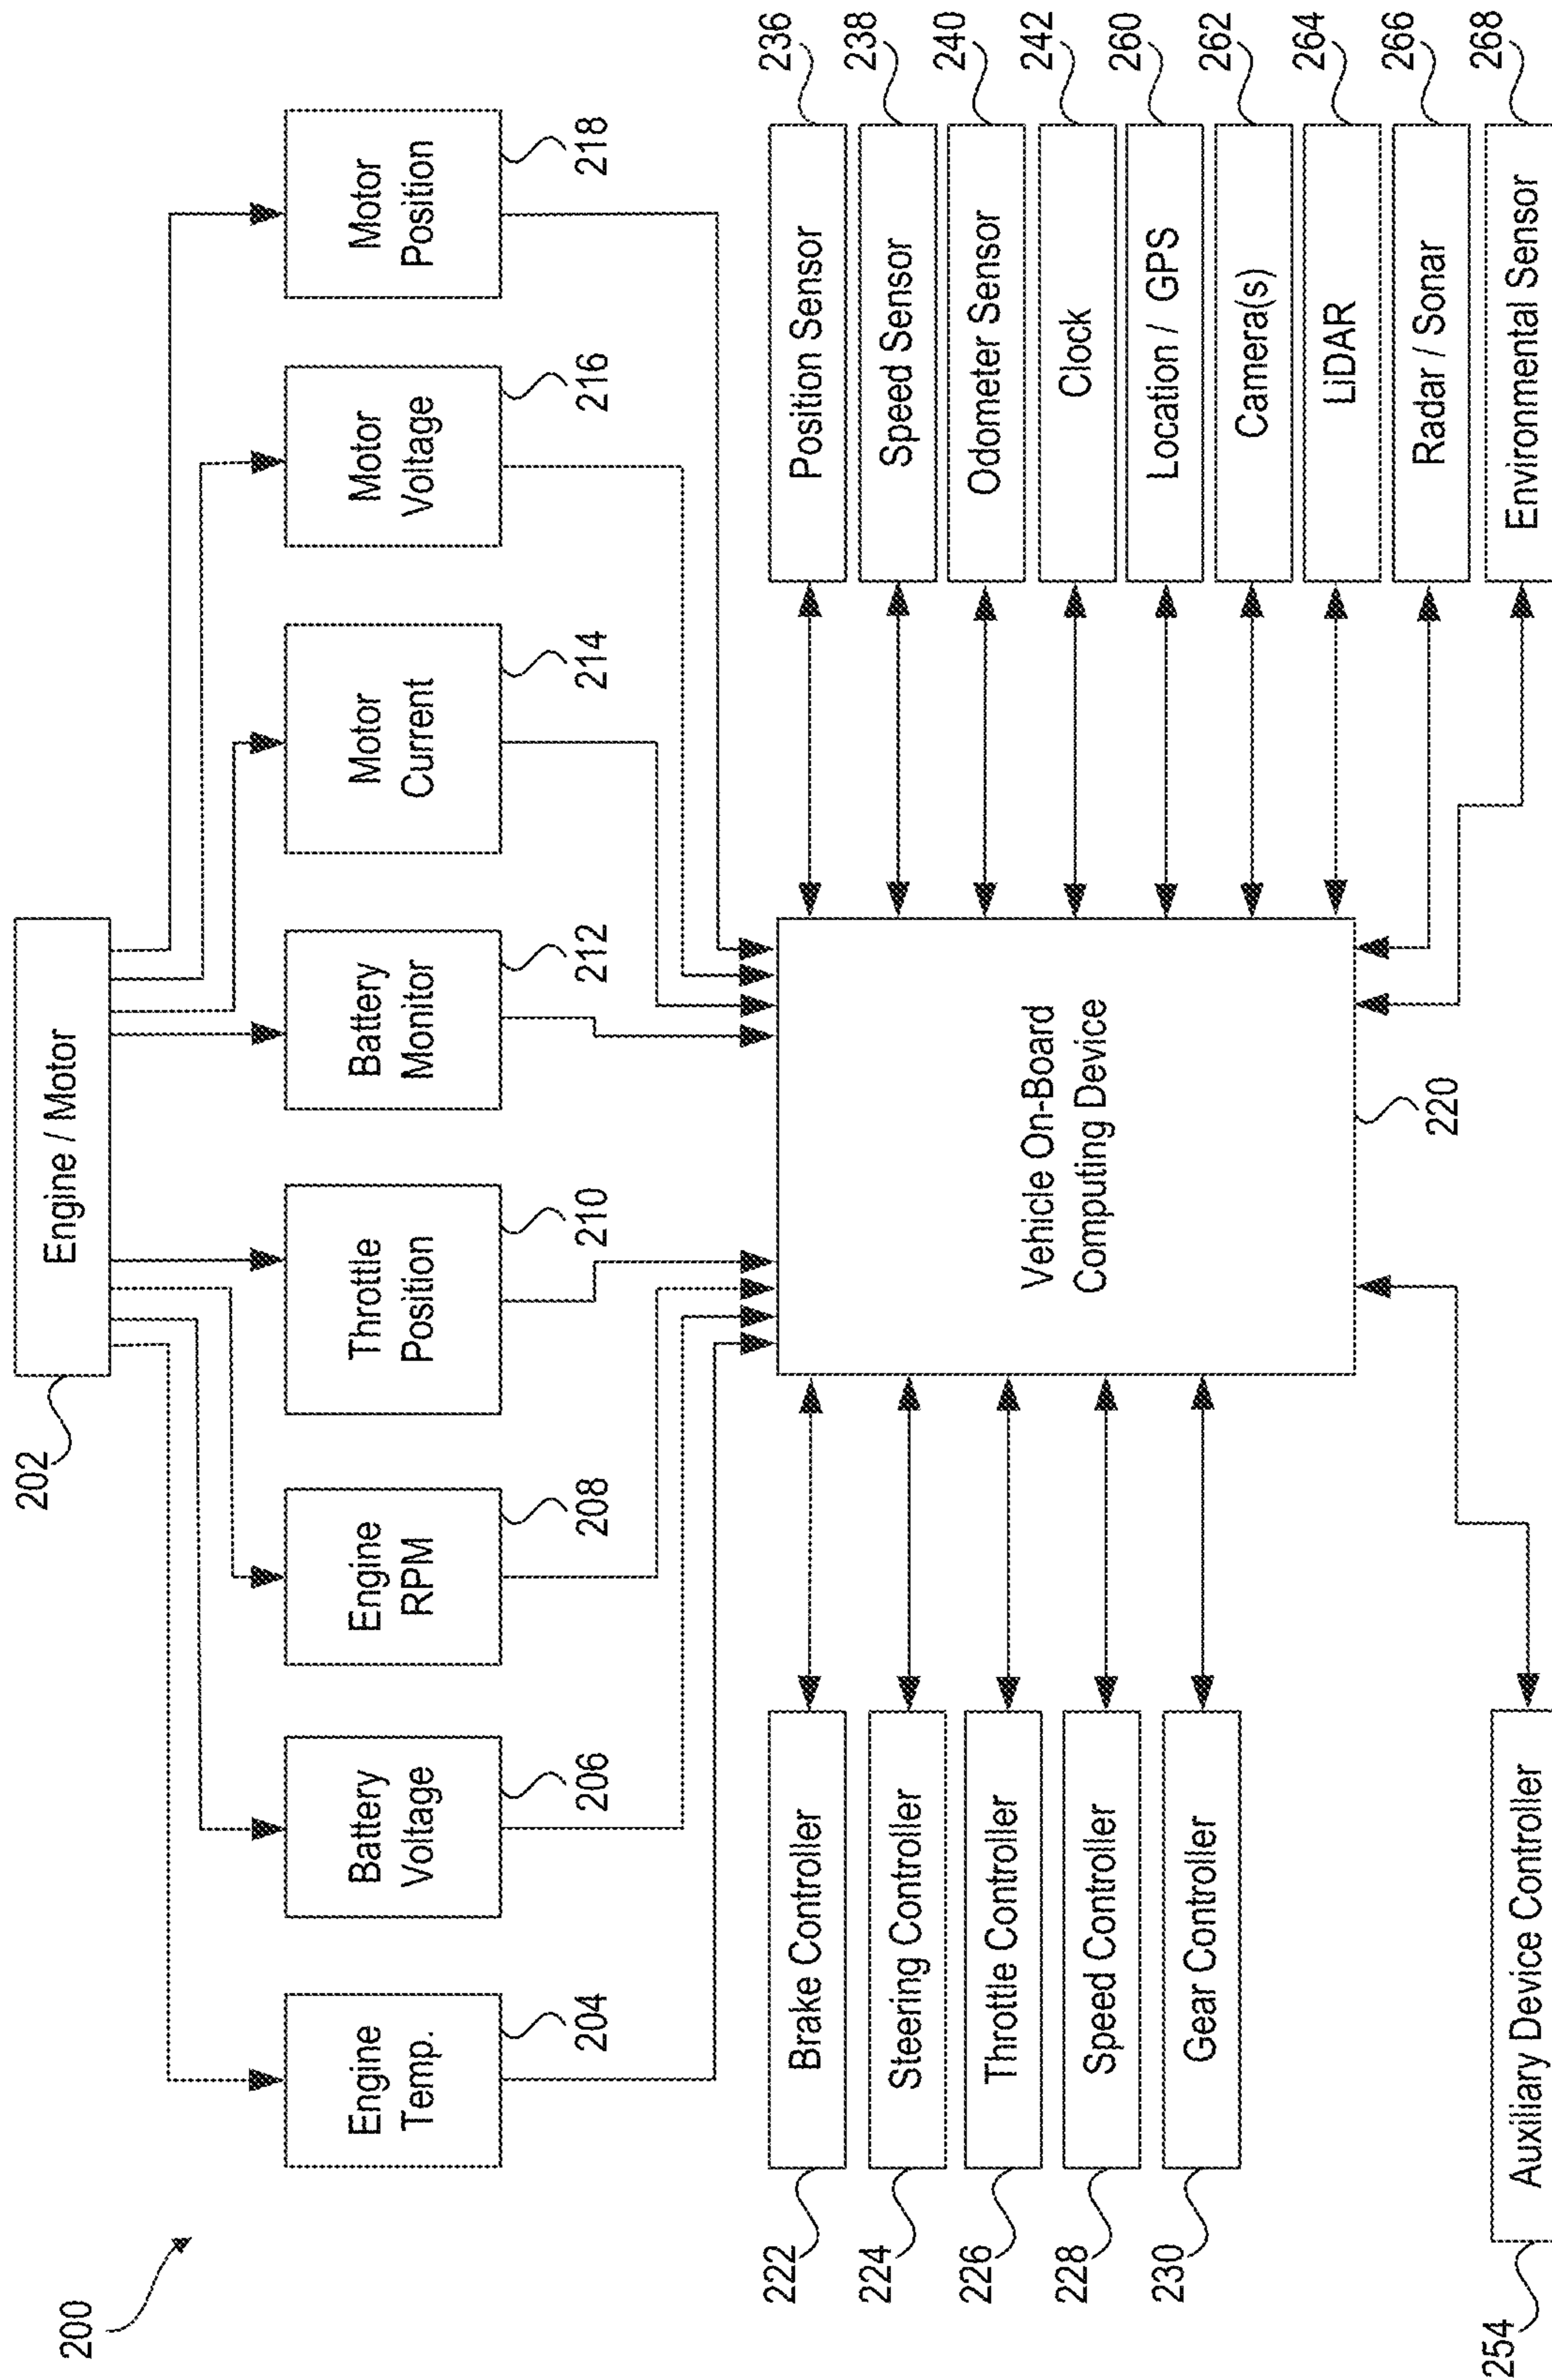 200
202
Engine / Motor
Engine
Temp.
204
Battery
Voltage
206
Engine
RPM
208
Throttle
Position
210
Battery
Monitor
212
Motor
Current
214
Motor
Voltage
216
Motor
Position
218
222
Brake Controller
224
Steering Controller
226
Throttle Controller
228
Speed Controller
230
Gear Controller
254
Auxiliary Device Controller
Vehicle On-Board
Computing Device
220
Position Sensor
236
Speed Sensor
238
Odometer Sensor
240
Clock
242
Location / GPS
260
Camera(s)
262
LiDAR
264
Radar / Sonar
266
Environmental Sensor
268